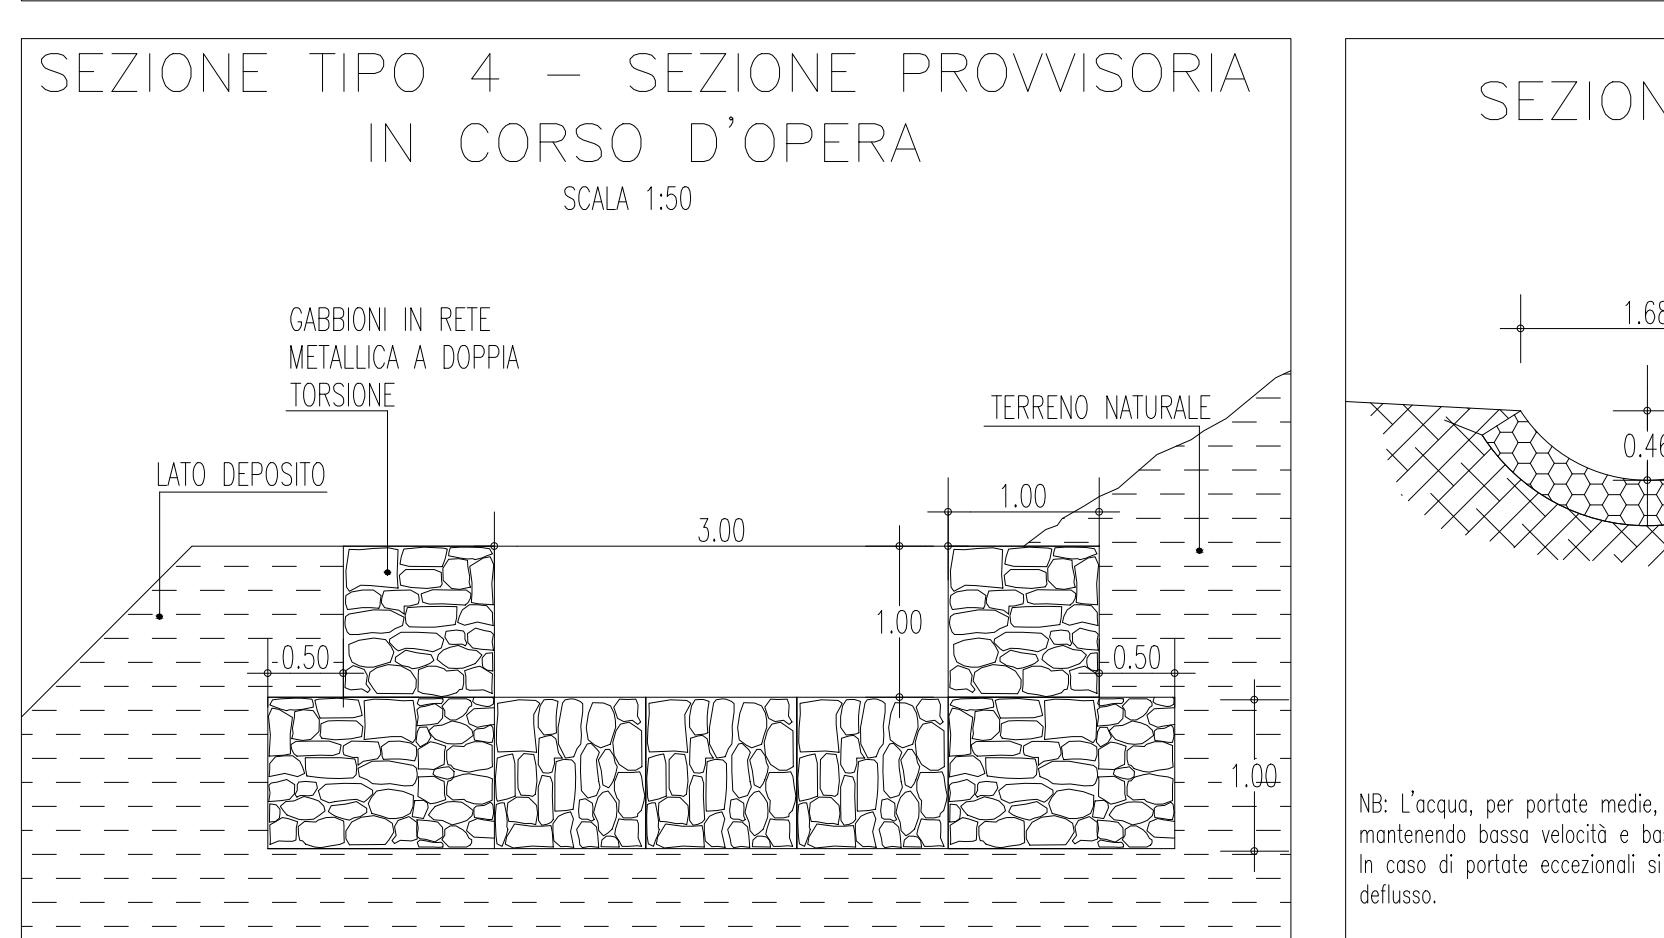 SEZIONE TIPO 4 – SEZIONE PROVVISORIA
IN CORSO D'OPERA
SCALA 1:50
GABBIONI IN RETE
METALLICA A DOPPIA
TORSIONE
TERRENO NATURALE
LATO DEPOSITO
1.00
3.00
1.00
0.50
0.50
1.00
SEZION
1.68
0.46
NB: L'acqua, per portate medie,
mantenendo bassa velocità e bas
In caso di portate eccezionali si
deflusso.